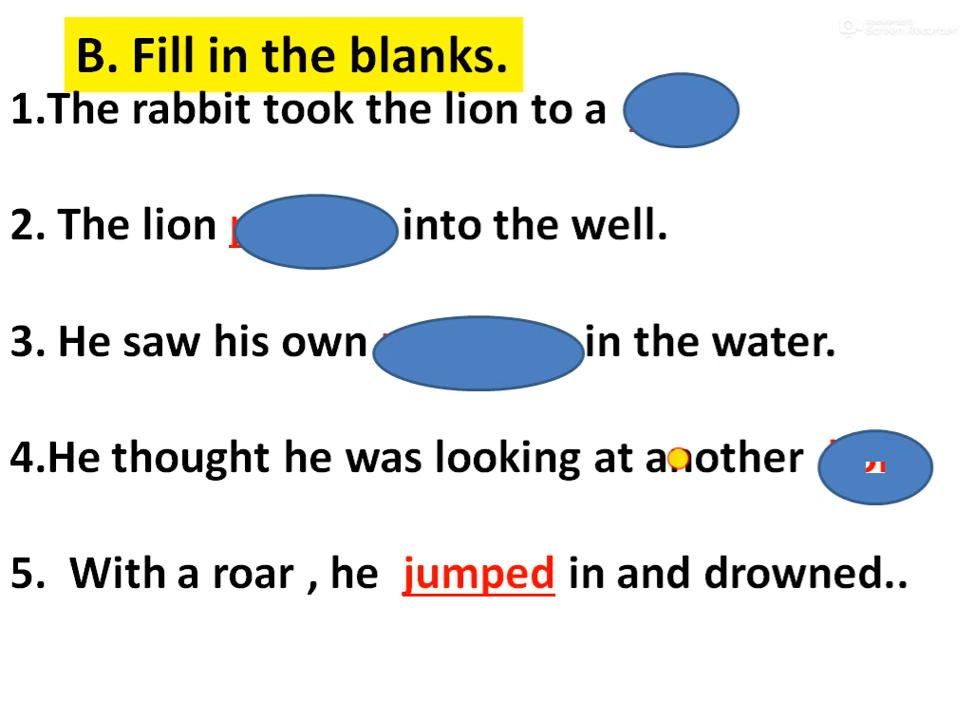 B. Fill in the blanks.
1.The rabbit took the lion to a
2. The lion into the well.
3. He saw his own in the water.
4.He thought he was looking at another
5. With a roar , he jumped in and drowned..
Screen Recorder